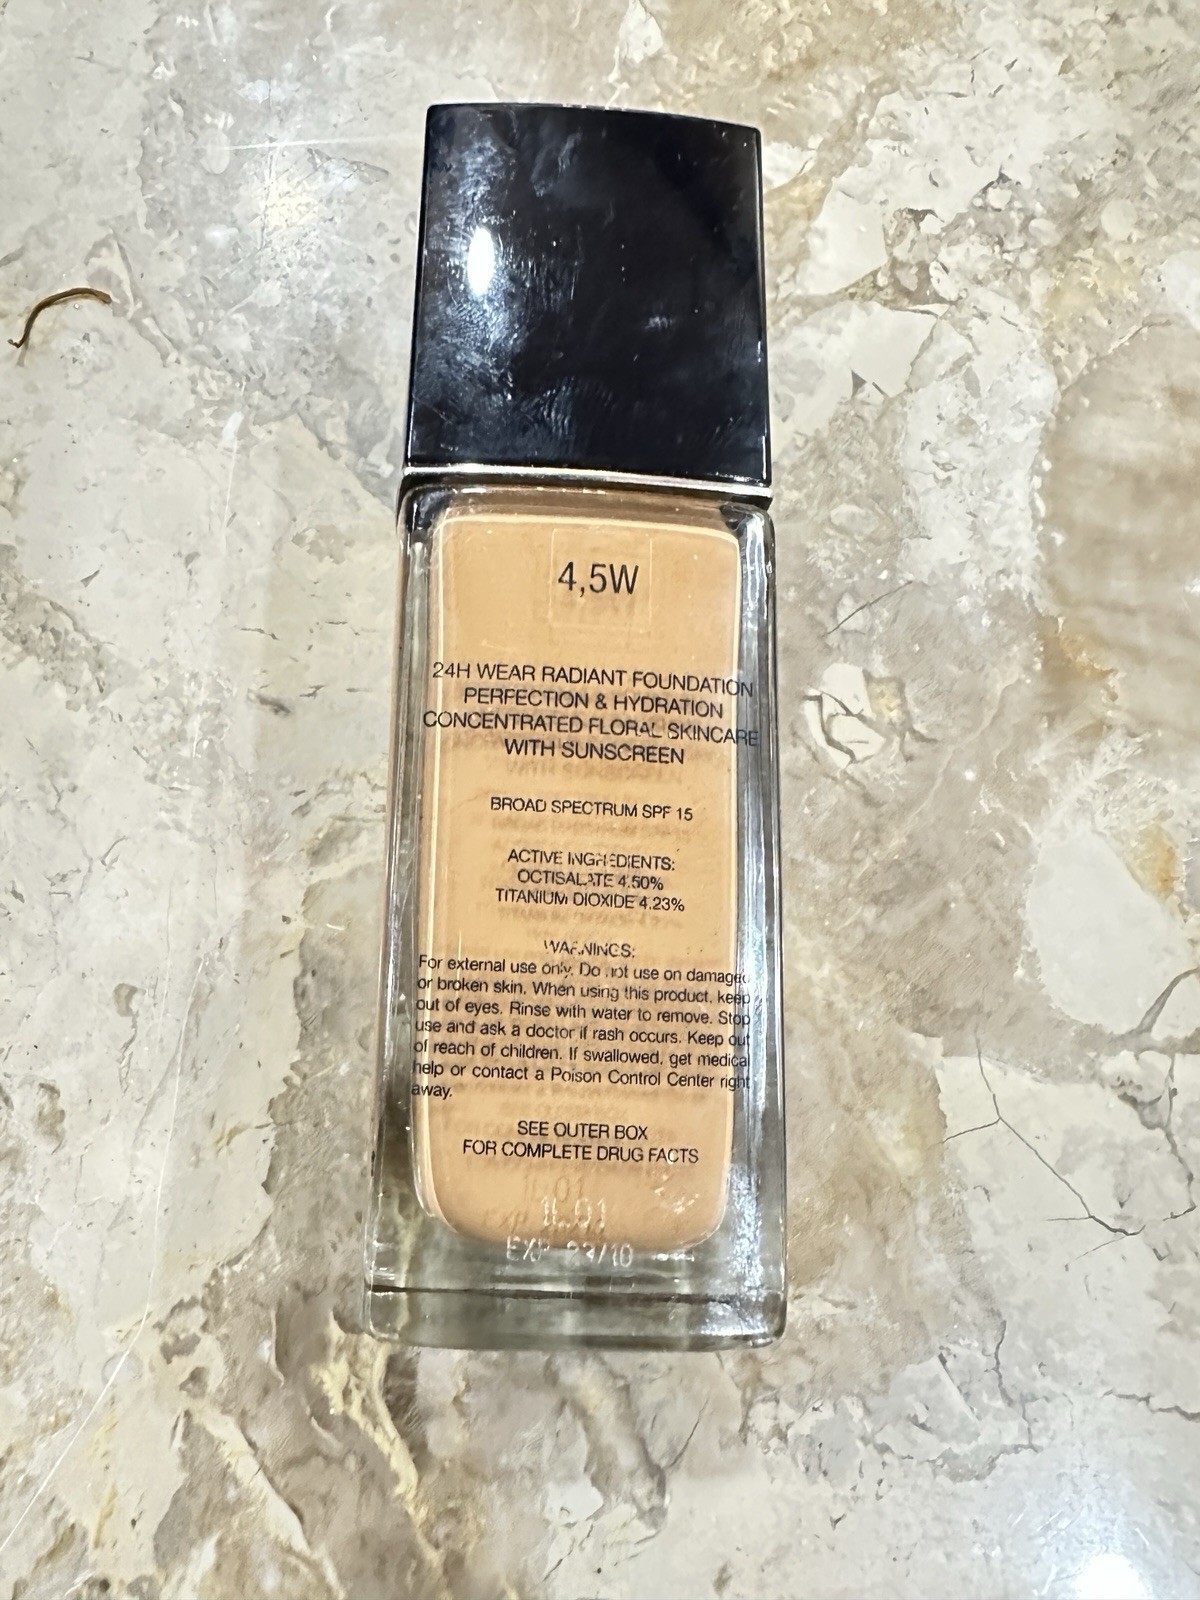 4,5W
24H WEAR RADIANT FOUNDATION
PERFECTION & HYDRATION
CONCENTRATED FLORAL SKINCARE
WITH SUNSCREEN
BROAD SPECTRUM SPF 15
ACTIVE INGREDIENTS:
OCTISALATE 4.50%
TITANIUM DIOXIDE 4.23%
WARNINGS:
For external use only. Do not use on damaged
or broken skin. When using this product, keep
out of eyes. Rinse with water to remove. Stop
use and ask a doctor if rash occurs. Keep out
of reach of children. If swallowed, get medical
help or contact a Poison Control Center right
away.
SEE OUTER BOX
FOR COMPLETE DRUG FACTS
EXP 23/10